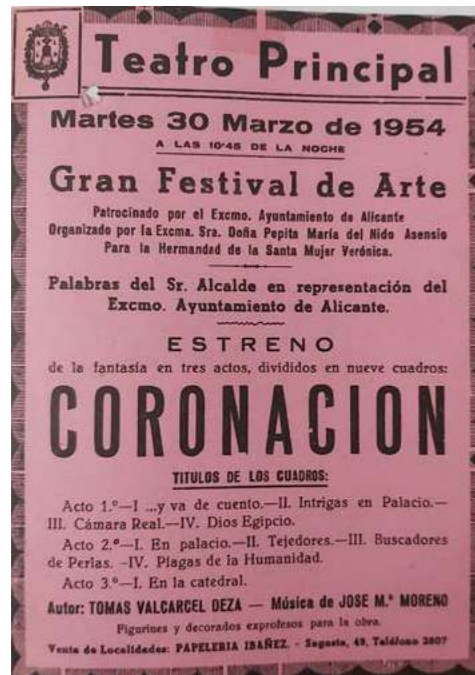 Teatro Principal
Martes 30 Marzo de 1954
A LAS 10'45 DE LA NOCHE
Gran Festival de Arte
Patrocinado por el Excmo. Ayuntamiento de Alicante
Organizado por la Excma. Sra. Doña Pepita María del Nido Asensio
Para la Hermandad de la Santa Mujer Verónica.
Palabras del Sr. Alcalde en representación del
Excmo. Ayuntamiento de Alicante.
ESTRENO
de la fantasía en tres actos, divididos en nueve cuadros:
CORONACION
TITULOS DE LOS CUADROS:
Acto 1.º—I ...y va de cuento.—II. Intrigas en Palacio.—
III. Cámara Real.—IV. Dios Egipcio.
Acto 2.º—I. En palacio.—II. Tejedores.—III. Buscadores
de Perlas. -IV. Plagas de la Humanidad.
Acto 3.º—I. En la catedral.
Autor: TOMAS VALCARCEL DEZA — Música de JOSE M.ª MORENO
Figurines y decorados exprofesos para la obra.
Venta de Localidades: PAPELERIA IBAÑEZ. - Sagasta, 49, Teléfono 2607